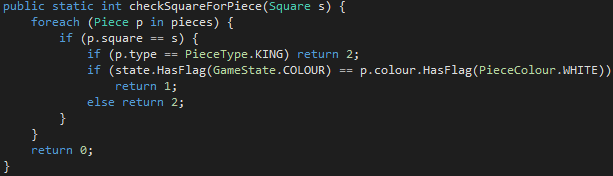 public static int checkSquareForPiece(Square s) {
    foreach (Piece p in pieces) {
        if (p.square == s) {
            if (p.type == PieceType.KING) return 2;
            if (state.HasFlag(GameState.COLOUR) == p.colour.HasFlag(PieceColour.WHITE))
                return 1;
            else return 2;
        }
    }
    return 0;
}